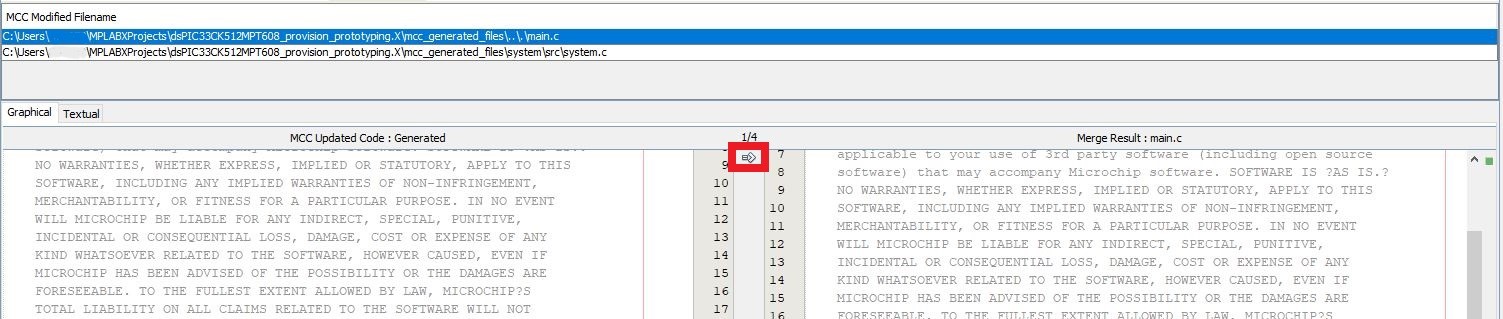 MCC Modified Filename
C:\Users\ \MPLABXProjects\dsPIC33CK512MPT608_provision_prototyping.X\mcc_generated_files\..\.\main.c
C:\Users\ \MPLABXProjects\dsPIC33CK512MPT608_provision_prototyping.X\mcc_generated_files\system\src\system.c
Graphical Textual
MCC Updated Code : Generated 1/4 Merge Result : main.c
NO WARRANTIES, WHETHER EXPRESS, IMPLIED OR STATUTORY, APPLY TO THIS 9
SOFTWARE, INCLUDING ANY IMPLIED WARRANTIES OF NON-INFRINGEMENT, 10
MERCHANTABILITY, OR FITNESS FOR A PARTICULAR PURPOSE. IN NO EVENT 11
WILL MICROCHIP BE LIABLE FOR ANY INDIRECT, SPECIAL, PUNITIVE, 12
INCIDENTAL OR CONSEQUENTIAL LOSS, DAMAGE, COST OR EXPENSE OF ANY 13
KIND WHATSOEVER RELATED TO THE SOFTWARE, HOWEVER CAUSED, EVEN IF 14
MICROCHIP HAS BEEN ADVISED OF THE POSSIBILITY OR THE DAMAGES ARE 15
FORESEEABLE. TO THE FULLEST EXTENT ALLOWED BY LAW, MICROCHIP?S 16
TOTAL LIABILITY ON ALL CLAIMS RELATED TO THE SOFTWARE WILL NOT 17
7 applicable to your use of 3rd party software (including open source
8 software) that may accompany Microchip software. SOFTWARE IS ?AS IS.?
9 NO WARRANTIES, WHETHER EXPRESS, IMPLIED OR STATUTORY, APPLY TO THIS
10 SOFTWARE, INCLUDING ANY IMPLIED WARRANTIES OF NON-INFRINGEMENT,
11 MERCHANTABILITY, OR FITNESS FOR A PARTICULAR PURPOSE. IN NO EVENT
12 WILL MICROCHIP BE LIABLE FOR ANY INDIRECT, SPECIAL, PUNITIVE,
13 INCIDENTAL OR CONSEQUENTIAL LOSS, DAMAGE, COST OR EXPENSE OF ANY
14 KIND WHATSOEVER RELATED TO THE SOFTWARE, HOWEVER CAUSED, EVEN IF
15 MICROCHIP HAS BEEN ADVISED OF THE POSSIBILITY OR THE DAMAGES ARE
16 FORESEEABLE. TO THE FULLEST EXTENT ALLOWED BY LAW, MICROCHIP?S